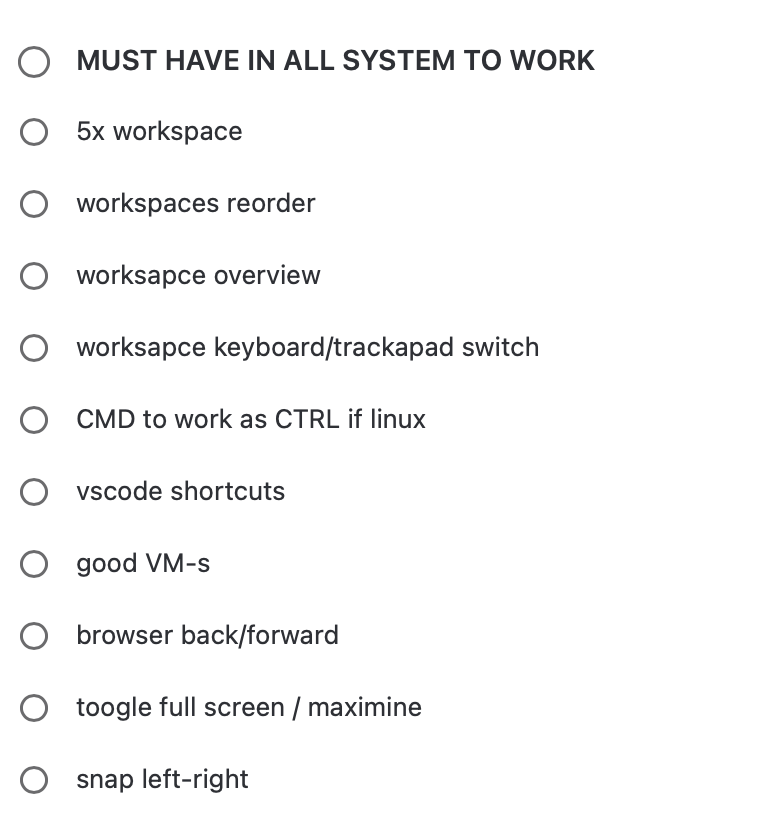 MUST HAVE IN ALL SYSTEM TO WORK
5x workspace
workspaces reorder
worksapce overview
worksapce keyboard/trackapad switch
CMD to work as CTRL if linux
vscode shortcuts
good VM-s
browser back/forward
toogle full screen / maximine
snap left-right